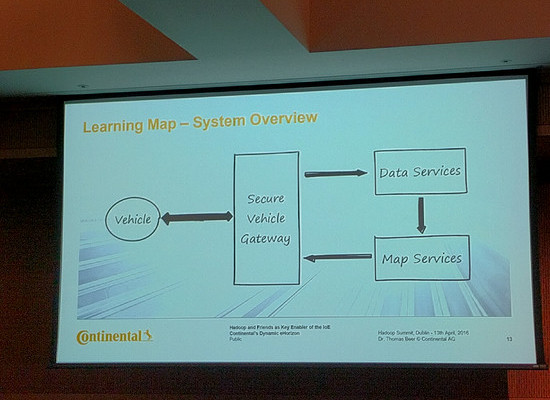 Learning Map – System Overview
Vehicle
Secure
Vehicle
Gateway
Data Services
Map Services
Continental
Hadoop and Friends as Key Enabler of the IoE
Continental's Dynamic eHorizon
Public
Hadoop Summit, Dublin - 13th April, 2016
Dr. Thomas Beer © Continental AG
13